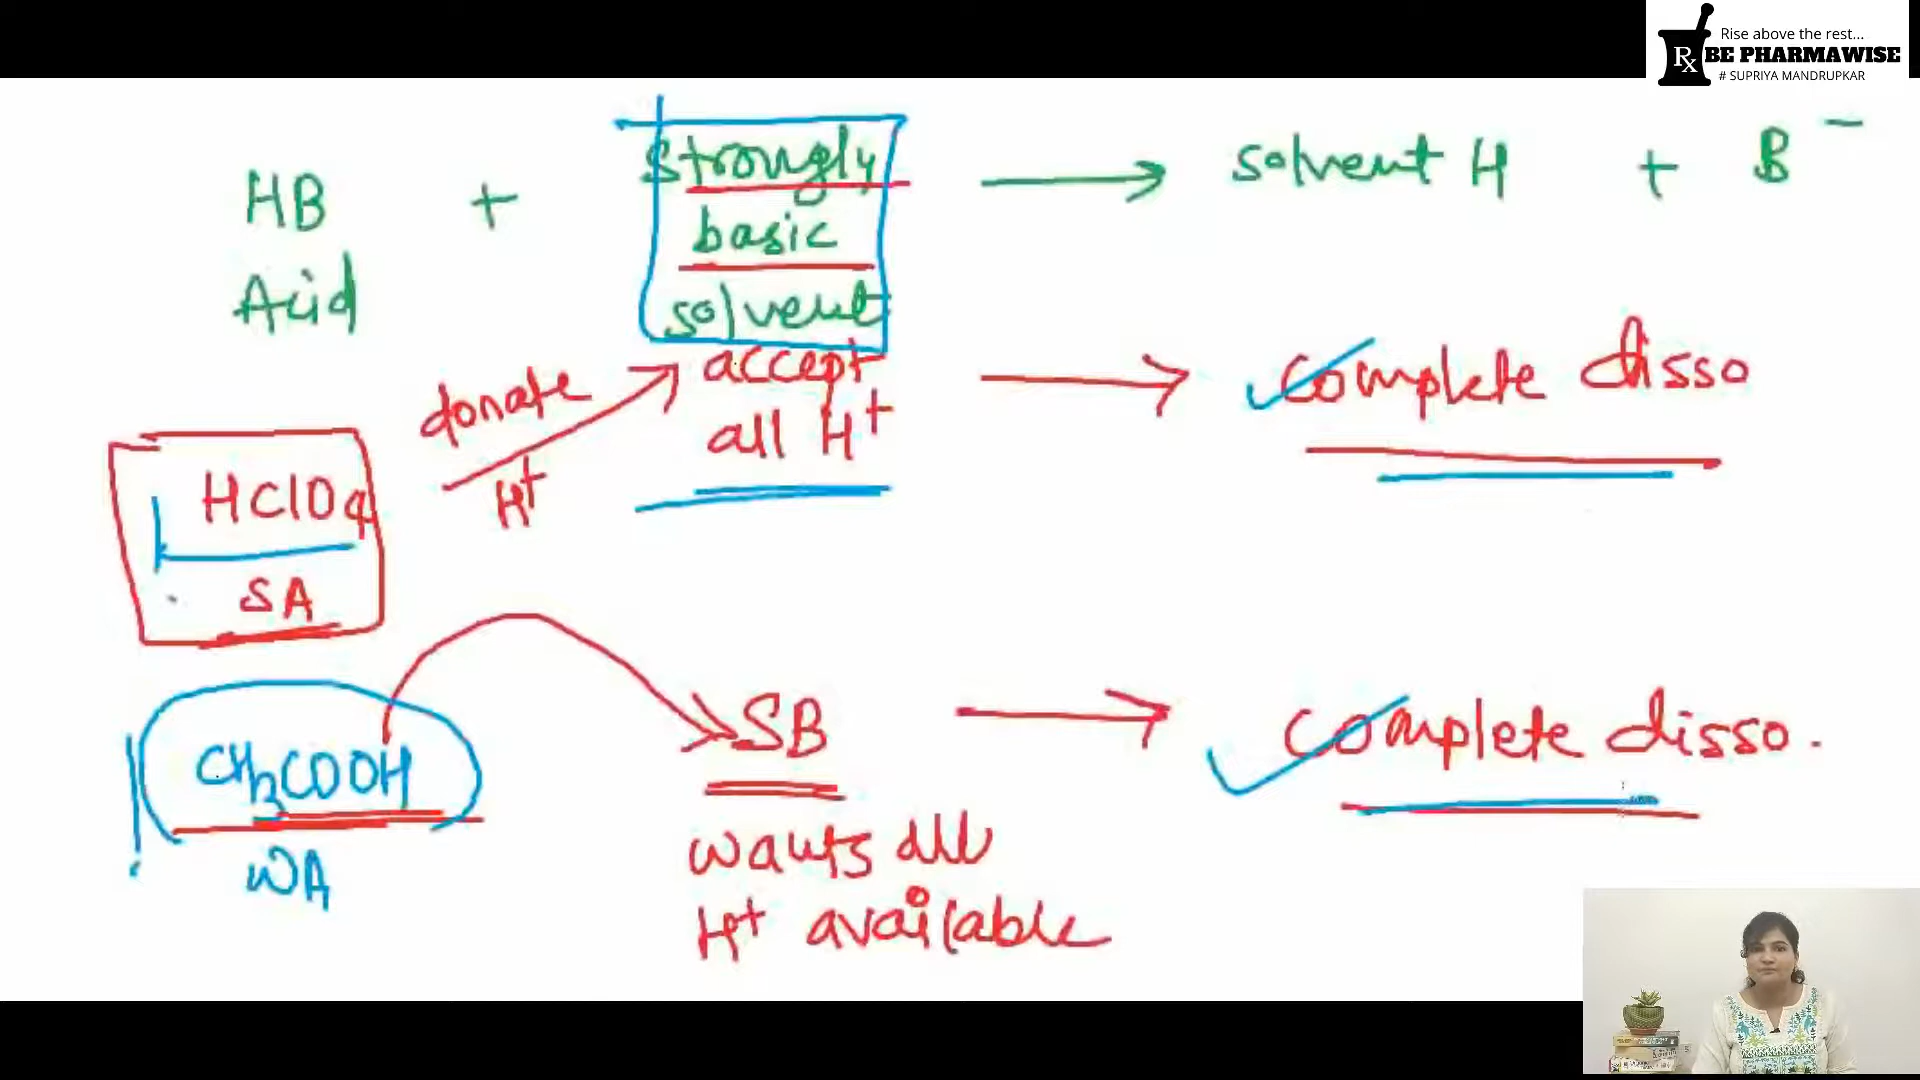 Rise above the rest...
Rx
BE PHARMAWISE
# SUPRIYA MANDRUPKAR
HB + strongly → solvent H + B⁻
Acid basic
solvent
donate accept → complete disso
H⁺ all H⁺
HClO4
SA
CH3COOH SB → complete disso.
WA wants all
H⁺ available